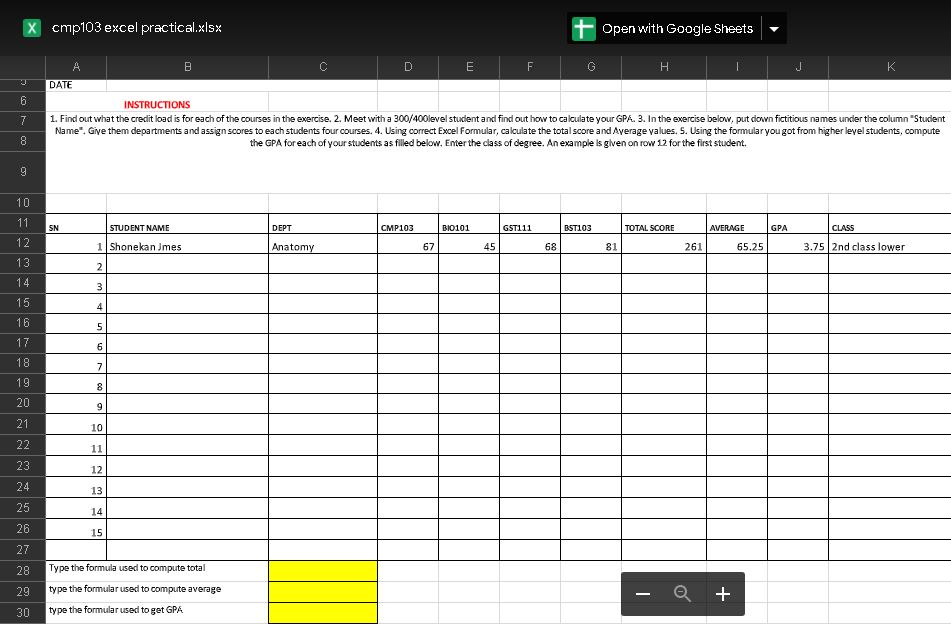 X cmp103 excel practical.xlsx Open with Google Sheets
A B C D E F G H I J K
5 DATE
6 INSTRUCTIONS
7 1. Find out what the credit load is for each of the courses in the exercise. 2. Meet with a 300/400level student and find out how to calculate your GPA. 3. In the exercise below, put down fictitious names under the column "Student
8 Name". Give them departments and assign scores to each students four courses. 4. Using correct Excel Formular, calculate the total score and Average values. 5. Using the formular you got from higher level students, compute
the GPA for each of your students as filled below. Enter the class of degree. An example is given on row 12 for the first student.
9
10
11 SN STUDENT NAME DEPT CMP103 BIO101 GST111 BST103 TOTAL SCORE AVERAGE GPA CLASS
12 1 Shonekan Jmes Anatomy 67 45 68 81 261 65.25 3.75 2nd class lower
13 2
14 3
15 4
16 5
17 6
18 7
19 8
20 9
21 10
22 11
23 12
24 13
25 14
26 15
27
28 Type the formula used to compute total
29 type the formular used to compute average
30 type the formular used to get GPA